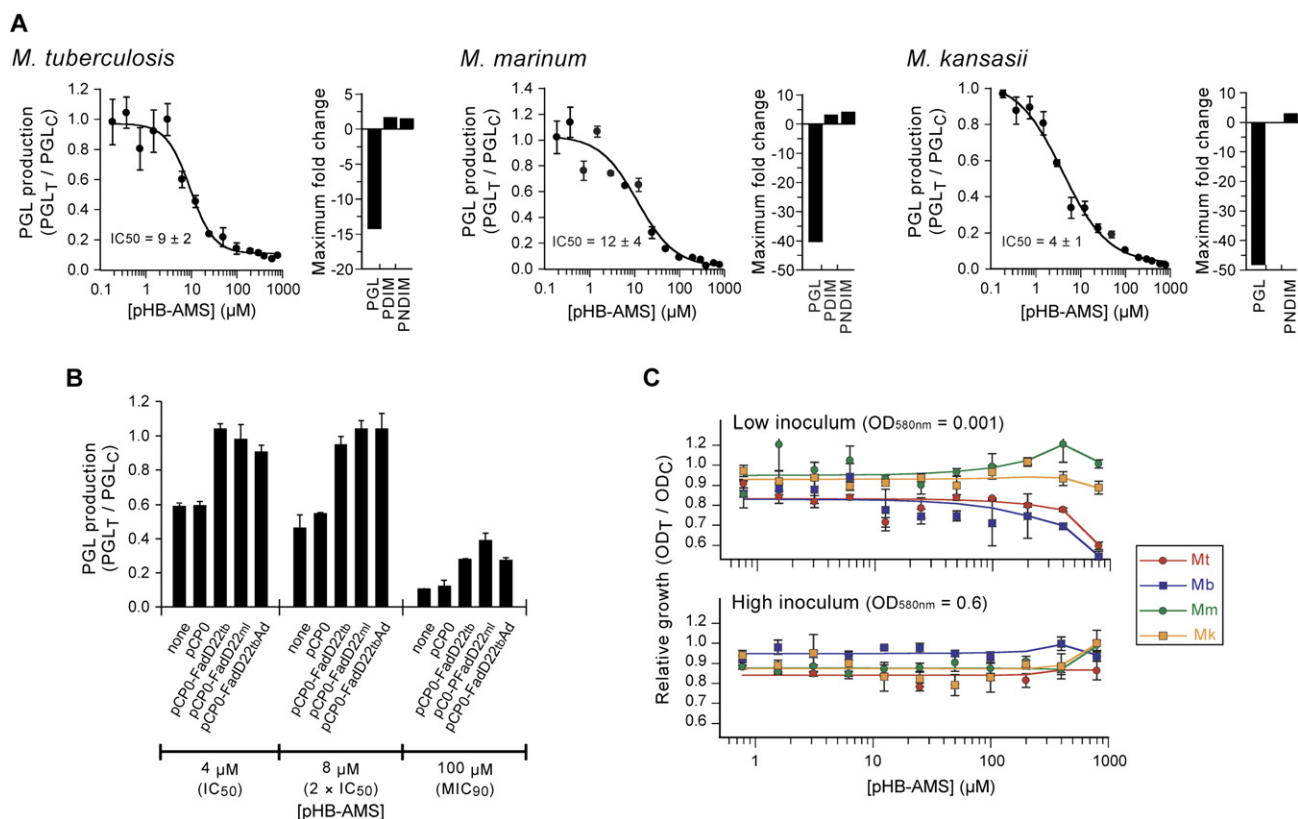 A
M. tuberculosis
PGL production
(PGLT / PGLC)
1.2
1.0
0.8
0.6
0.4
0.2
0.0
IC50 = 9 ± 2
0.1
1
10
100
1000
[pHB-AMS] (µM)
Maximum fold change
5
0
-5
-10
-15
-20
PGL
PDIM
PNDIM
M. marinum
PGL production
(PGLT / PGLC)
1.4
1.2
1.0
0.8
0.6
0.4
0.2
0.0
IC50 = 12 ± 4
0.1
1
10
100
1000
[pHB-AMS] (µM)
Maximum fold change
10
0
-10
-20
-30
-40
-50
PGL
PDIM
PNDIM
M. kansasii
PGL production
(PGLT / PGLC)
1.0
0.8
0.6
0.4
0.2
0.0
IC50 = 4 ± 1
0.1
1
10
100
1000
[pHB-AMS] (µM)
Maximum fold change
10
0
-10
-20
-30
-40
-50
PGL
PNDIM
B
PGL production
(PGLT / PGLC)
1.2
1.0
0.8
0.6
0.4
0.2
0.0
none
pCP0
pCP0-FadD22tb
pCP0-FadD22ml
pCP0-FadD22tbAd
none
pCP0
pCP0-FadD22tb
pCP0-FadD22ml
pCP0-FadD22tbAd
none
pCP0
pCP0-FadD22tb
pC0-PFadD22ml
pCP0-FadD22tbAd
4 µM
(IC50)
8 µM
(2 × IC50)
100 µM
(MIC90)
[pHB-AMS]
C
Relative growth (ODT / ODC)
Low inoculum (OD580nm = 0.001)
1.2
1.0
0.9
0.8
0.7
0.6
High inoculum (OD580nm = 0.6)
1.2
1.0
0.9
0.8
0.7
0.6
1
10
100
1000
[pHB-AMS] (µM)
Mt
Mb
Mm
Mk